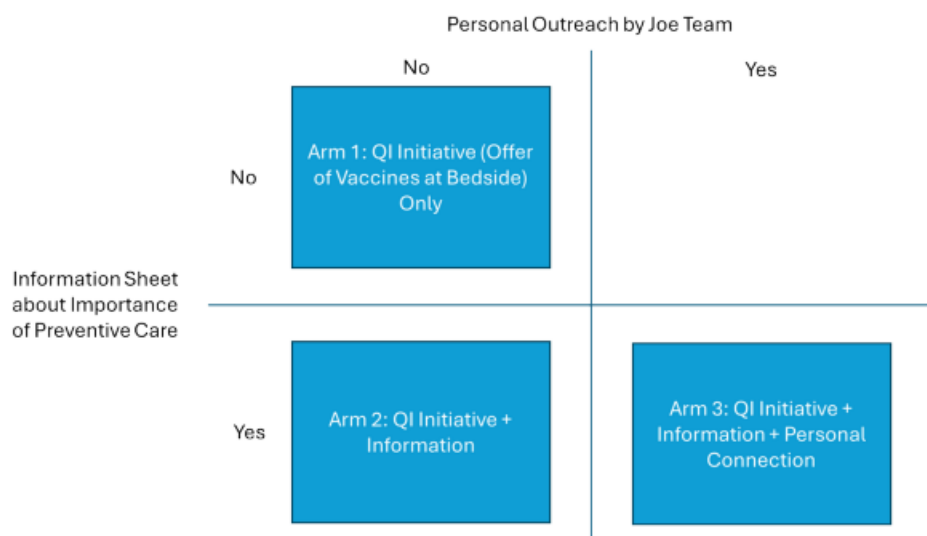 Personal Outreach by Joe Team
No
Yes
Arm 1: QI Initiative (Offer
of Vaccines at Bedside)
Only
No
Information Sheet
about Importance
of Preventive Care
Yes
Arm 2: QI Initiative +
Information
Arm 3: QI Initiative +
Information + Personal
Connection